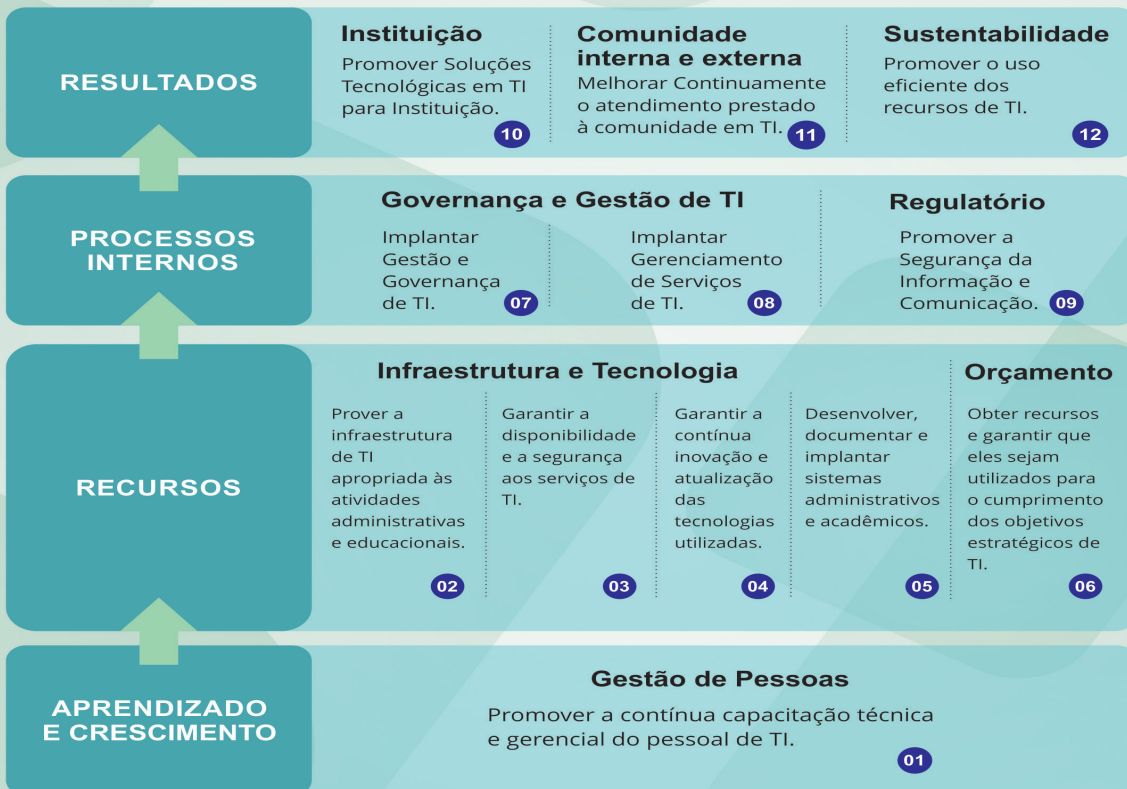 RESULTADOS
Instituição
Promover Soluções
Tecnológicas em TI
para Instituição.
10
Comunidade
interna e externa
Melhorar Continuamente
o atendimento prestado
à comunidade em TI.
11
Sustentabilidade
Promover o uso
eficiente dos
recursos de TI.
12
PROCESSOS
INTERNOS
Governança e Gestão de TI
Implantar
Gestão e
Governança
de TI.
07
Implantar
Gerenciamento
de Serviços
de TI.
08
Regulatório
Promover a
Segurança da
Informação e
Comunicação.
09
RECURSOS
Infraestrutura e Tecnologia
Prover a
infraestrutura
de TI
apropriada às
atividades
administrativas
e educacionais.
02
Garantir a
disponibilidade
e a segurança
aos serviços de
TI.
03
Garantir a
contínua
inovação e
atualização
das
tecnologias
utilizadas.
04
Desenvolver,
documentar e
implantar
sistemas
administrativos
e acadêmicos.
05
Orçamento
Obter recursos
e garantir que
eles sejam
utilizados para
o cumprimento
dos objetivos
estratégicos de
TI.
06
APRENDIZADO
E CRESCIMENTO
Gestão de Pessoas
Promover a contínua capacitação técnica
e gerencial do pessoal de TI.
01